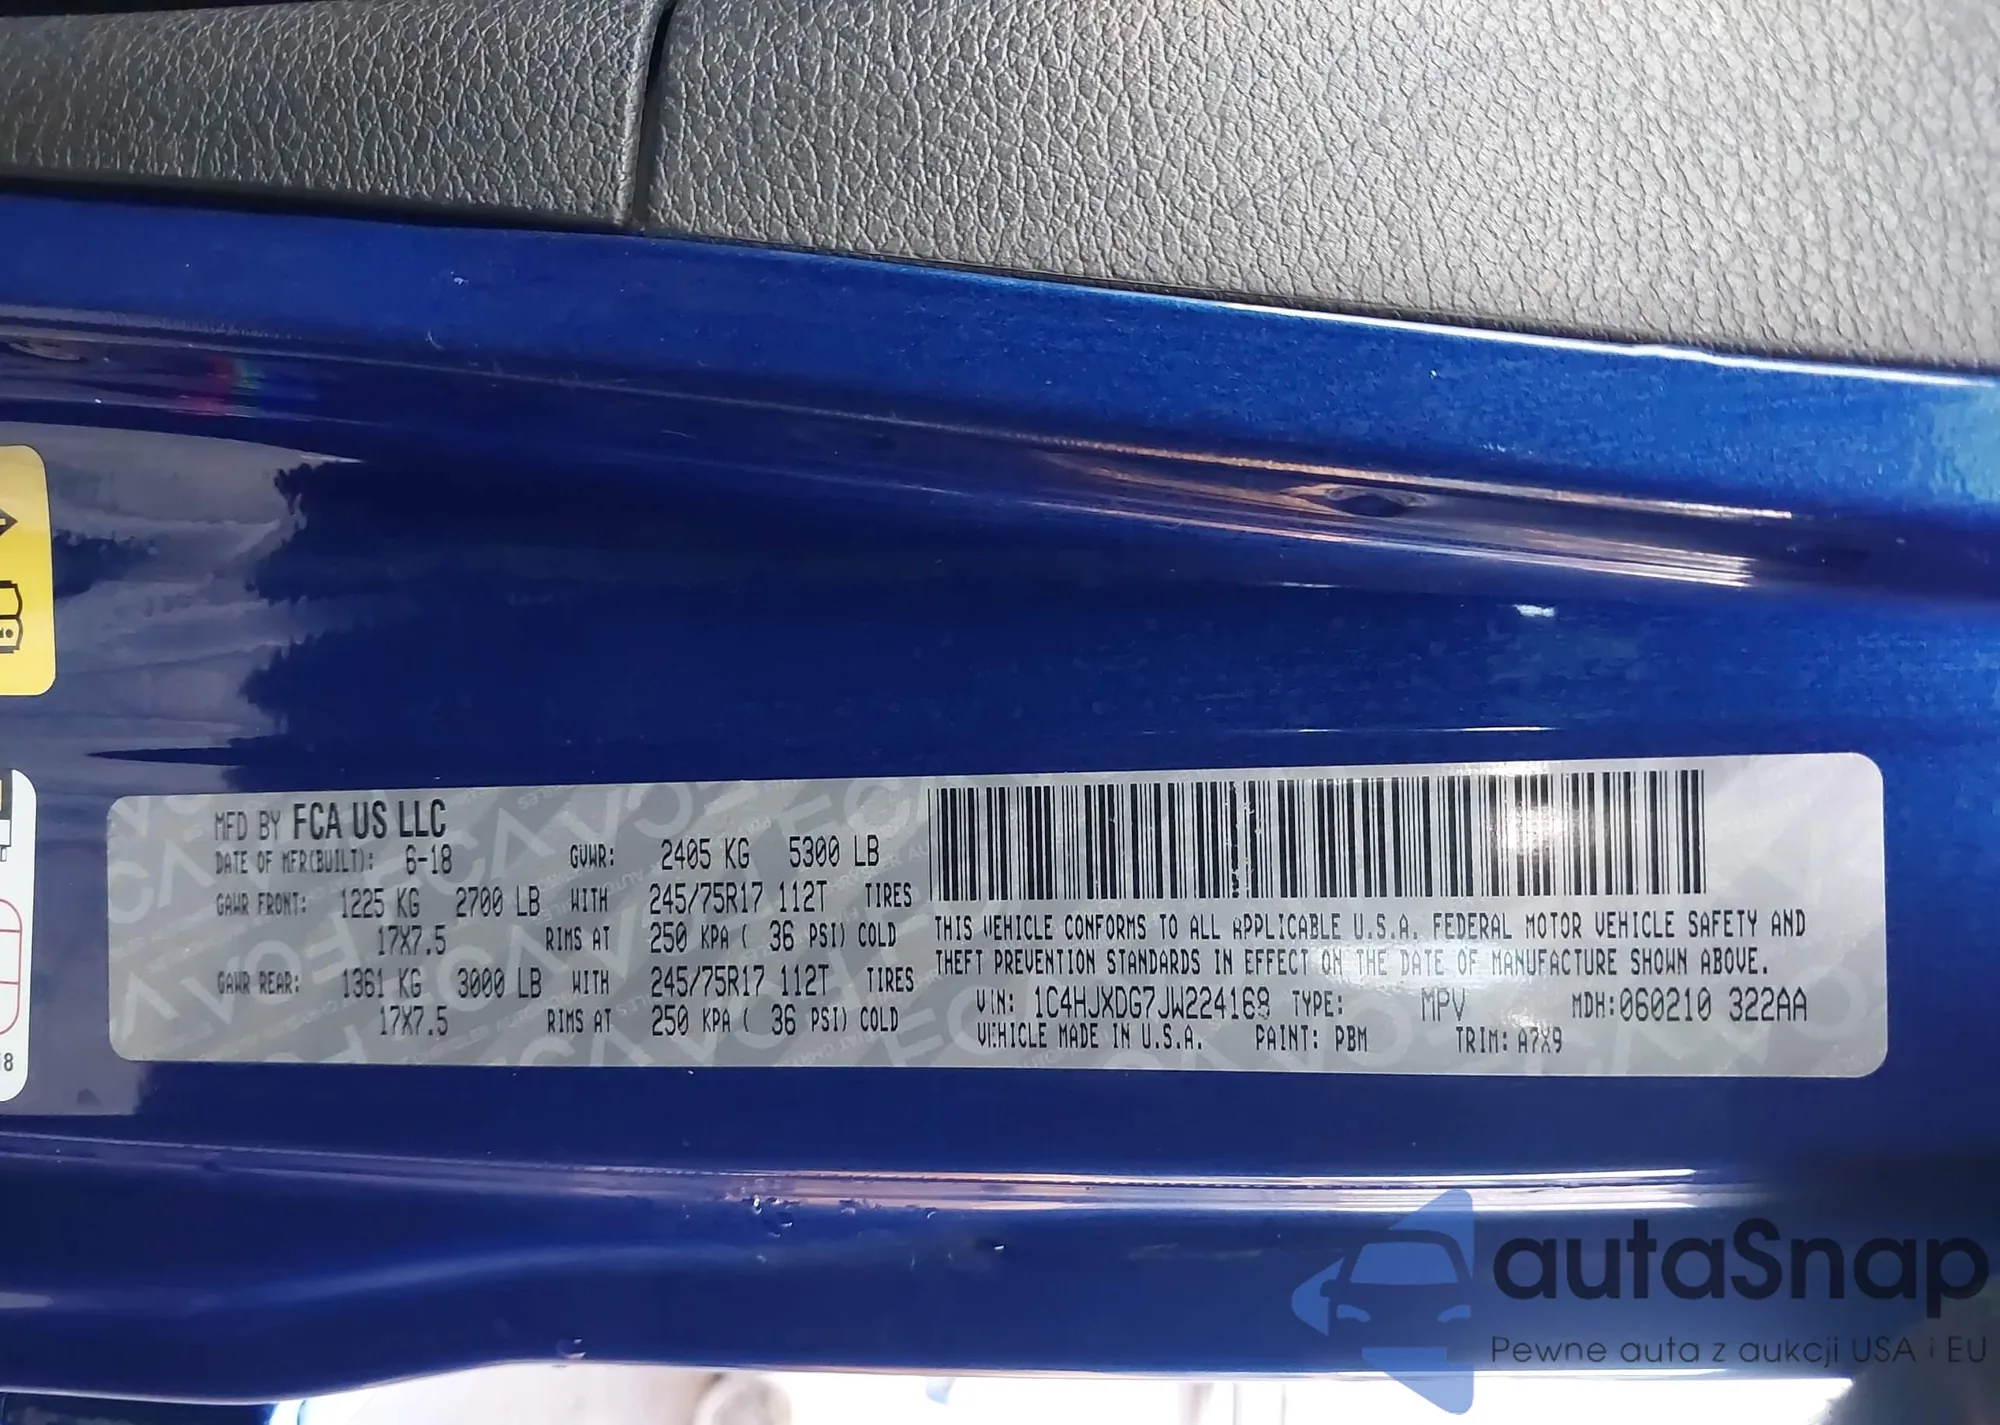 MFD BY FCA US LLC
DATE OF MFR(BUILT): 6-18 GVWR: 2405 KG 5300 LB
GAWR FRONT: 1225 KG 2700 LB WITH 245/75R17 112T TIRES
17X7.5 RIMS AT 250 KPA ( 36 PSI) COLD
GAWR REAR: 1361 KG 3000 LB WITH 245/75R17 112T TIRES
17X7.5 RIMS AT 250 KPA ( 36 PSI) COLD
THIS VEHICLE CONFORMS TO ALL APPLICABLE U.S.A. FEDERAL MOTOR VEHICLE SAFETY AND
THEFT PREVENTION STANDARDS IN EFFECT ON THE DATE OF MANUFACTURE SHOWN ABOVE.
VIN: 1C4HJXDG7JW224168 TYPE: MPV MDH:060210 322AA
VEHICLE MADE IN U.S.A. PAINT: PBM TRIM: A7X9
autaSnap
Pewne auta z aukcji USA i EU